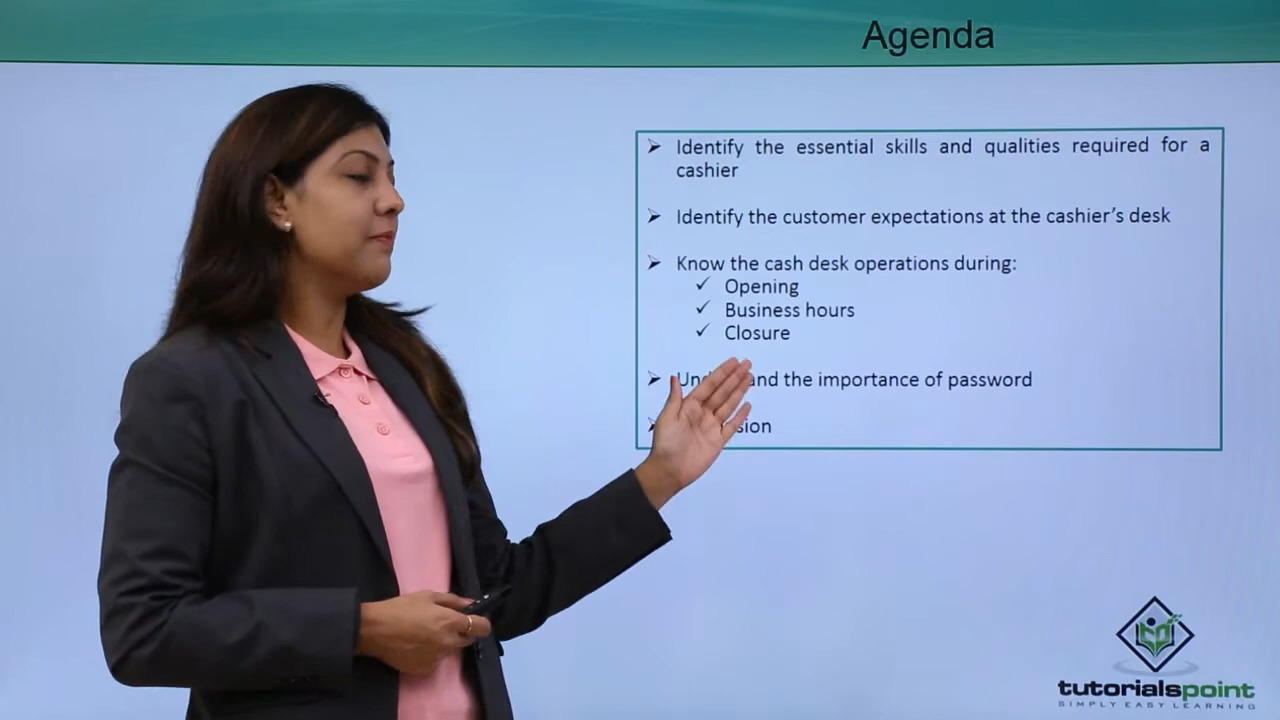 Agenda
Identify the essential skills and qualities required for a
cashier
Identify the customer expectations at the cashier's desk
Know the cash desk operations during:
Opening
Business hours
Closure
and the importance of password
tutorialspoint
SIMPLY EASY LEARNING